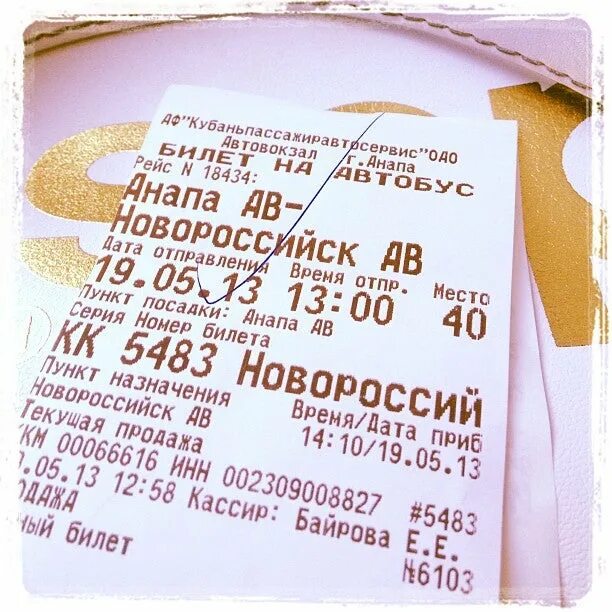 АФ"Кубаньпассажиравтосервис"ОАО
Автовокзал г.Анапа
БИЛЕТ НА АВТОБУС
Рейс N 18434:
Анапа АВ-
Новороссийск АВ
Дата отправления Время отпр. Место
19.05.13 13:00 40
Пункт посадки: Анапа АВ
Серия Номер билета
КК 5483 Новороссий
Пункт назначения Время/Дата приб
Новороссийск АВ 14:10/19.05.13
Текущая продажа
ККМ 00066616 ИНН 002309008827 #5483
.05.13 12:58 Кассир: Байрова Е.Е.
ОДАЖА №6103
ный билет